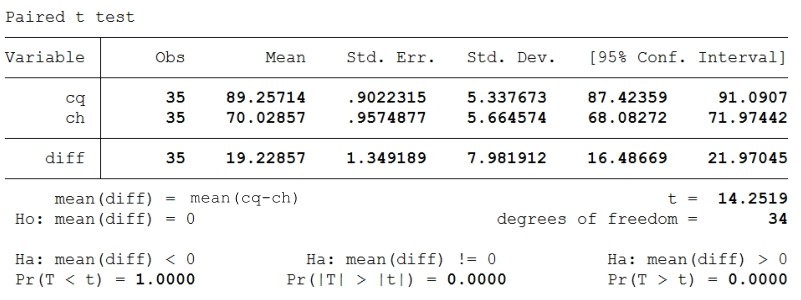 Paired t test
Variable Obs Mean Std. Err. Std. Dev. [95% Conf. Interval]
cq 35 89.25714 .9022315 5.337673 87.42359 91.0907
ch 35 70.02857 .9574877 5.664574 68.08272 71.97442
diff 35 19.22857 1.349189 7.981912 16.48669 21.97045
mean(diff) = mean(cq-ch) t = 14.2519
Ho: mean(diff) = 0 degrees of freedom = 34
Ha: mean(diff) < 0 Ha: mean(diff) != 0 Ha: mean(diff) > 0
Pr(T < t) = 1.0000 Pr(|T| > |t|) = 0.0000 Pr(T > t) = 0.0000